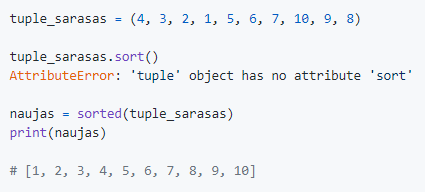 tuple_sarasas = (4, 3, 2, 1, 5, 6, 7, 10, 9, 8)
tuple_sarasas.sort()
AttributeError: 'tuple' object has no attribute 'sort'
naujas = sorted(tuple_sarasas)
print(naujas)
# [1, 2, 3, 4, 5, 6, 7, 8, 9, 10]